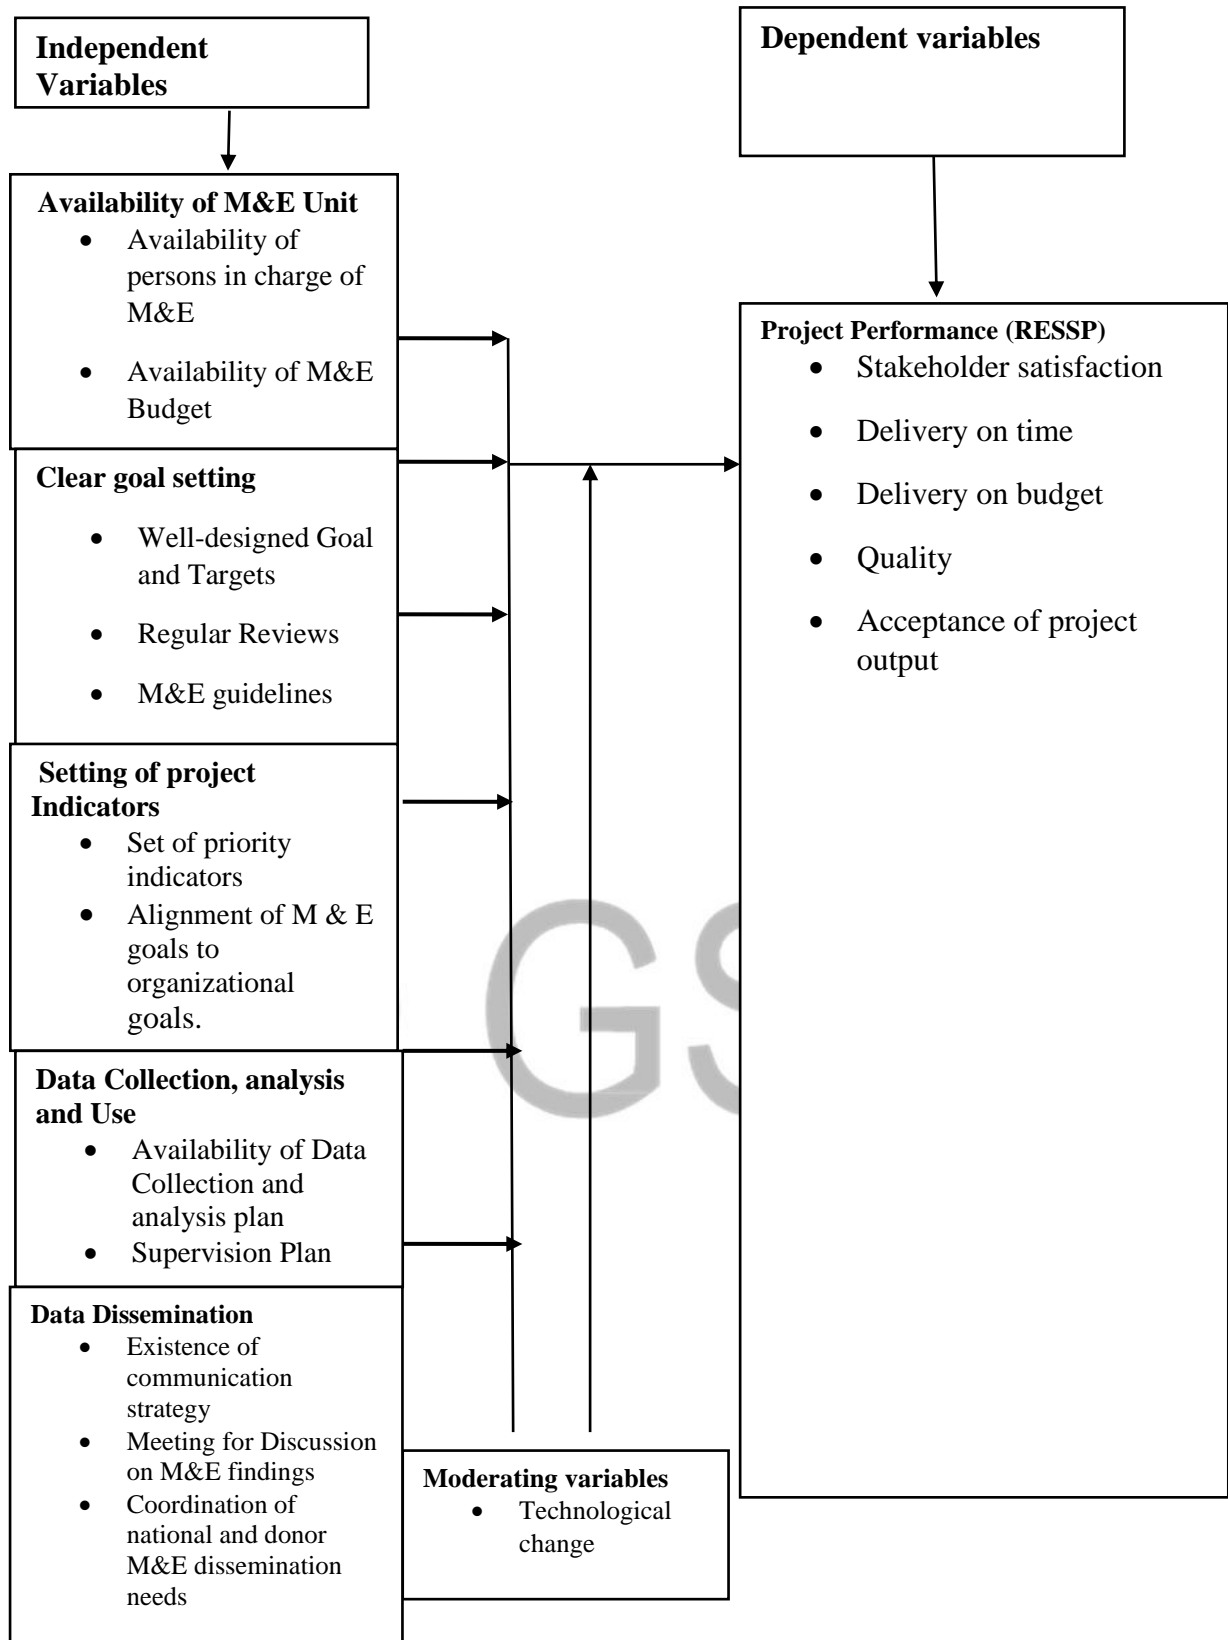 Independent
Variables
Dependent variables
Availability of M&E Unit
• Availability of
persons in charge of
M&E
• Availability of M&E
Budget
Clear goal setting
• Well-designed Goal
and Targets
• Regular Reviews
• M&E guidelines
Setting of project
Indicators
• Set of priority
indicators
• Alignment of M & E
goals to
organizational
goals.
Data Collection, analysis
and Use
• Availability of Data
Collection and
analysis plan
• Supervision Plan
Data Dissemination
• Existence of
communication
strategy
• Meeting for Discussion
on M&E findings
• Coordination of
national and donor
M&E dissemination
needs
Moderating variables
• Technological
change
Project Performance (RESSP)
• Stakeholder satisfaction
• Delivery on time
• Delivery on budget
• Quality
• Acceptance of project
output
GS